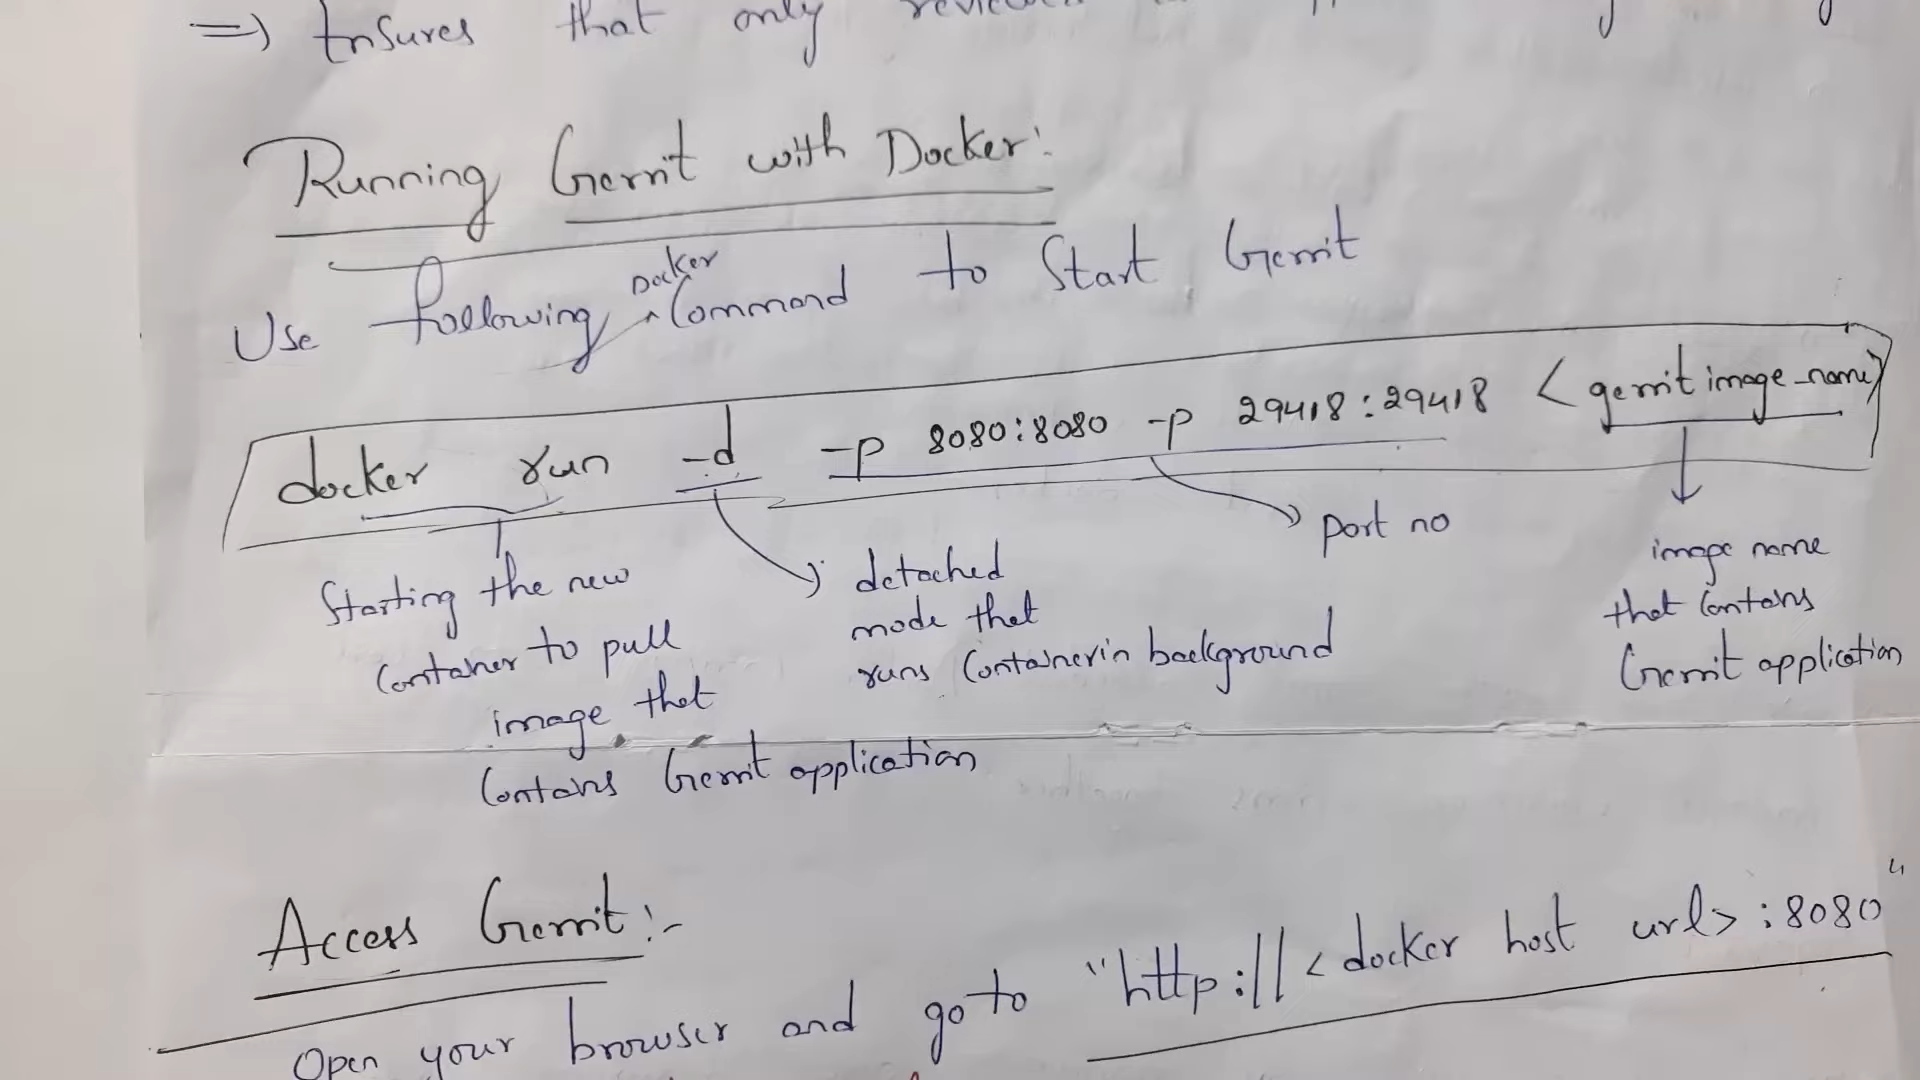 => Ensures that only
Running Gerrit with Docker:
Use following Docker Command to Start Gerrit
docker run -d -p 8080:8080 -p 29418:29418 <gerrit image_name>
Starting the new
Container to pull
image that
Contains Gerrit application
detached
mode that
runs Container in background
port no
image name
that Contains
Gerrit application
Access Gerrit:-
Open your browser and go to "http://<docker host url>:8080"